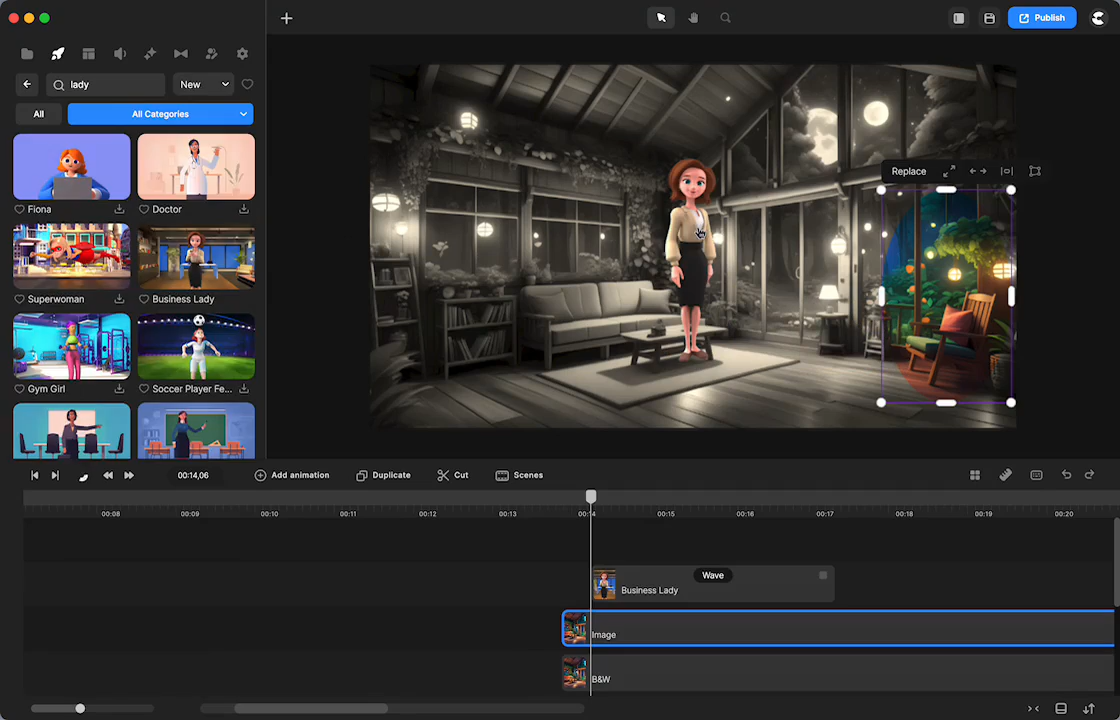 Publish
lady
New
All
All Categories
Fiona
Doctor
Superwoman
Business Lady
Gym Girl
Soccer Player Fe...
Replace
00:14,06
Add animation
Duplicate
Cut
Scenes
00:08
00:09
00:10
00:11
00:12
00:13
00:14
00:15
00:16
00:17
00:18
00:19
00:20
Wave
Business Lady
Image
B&W